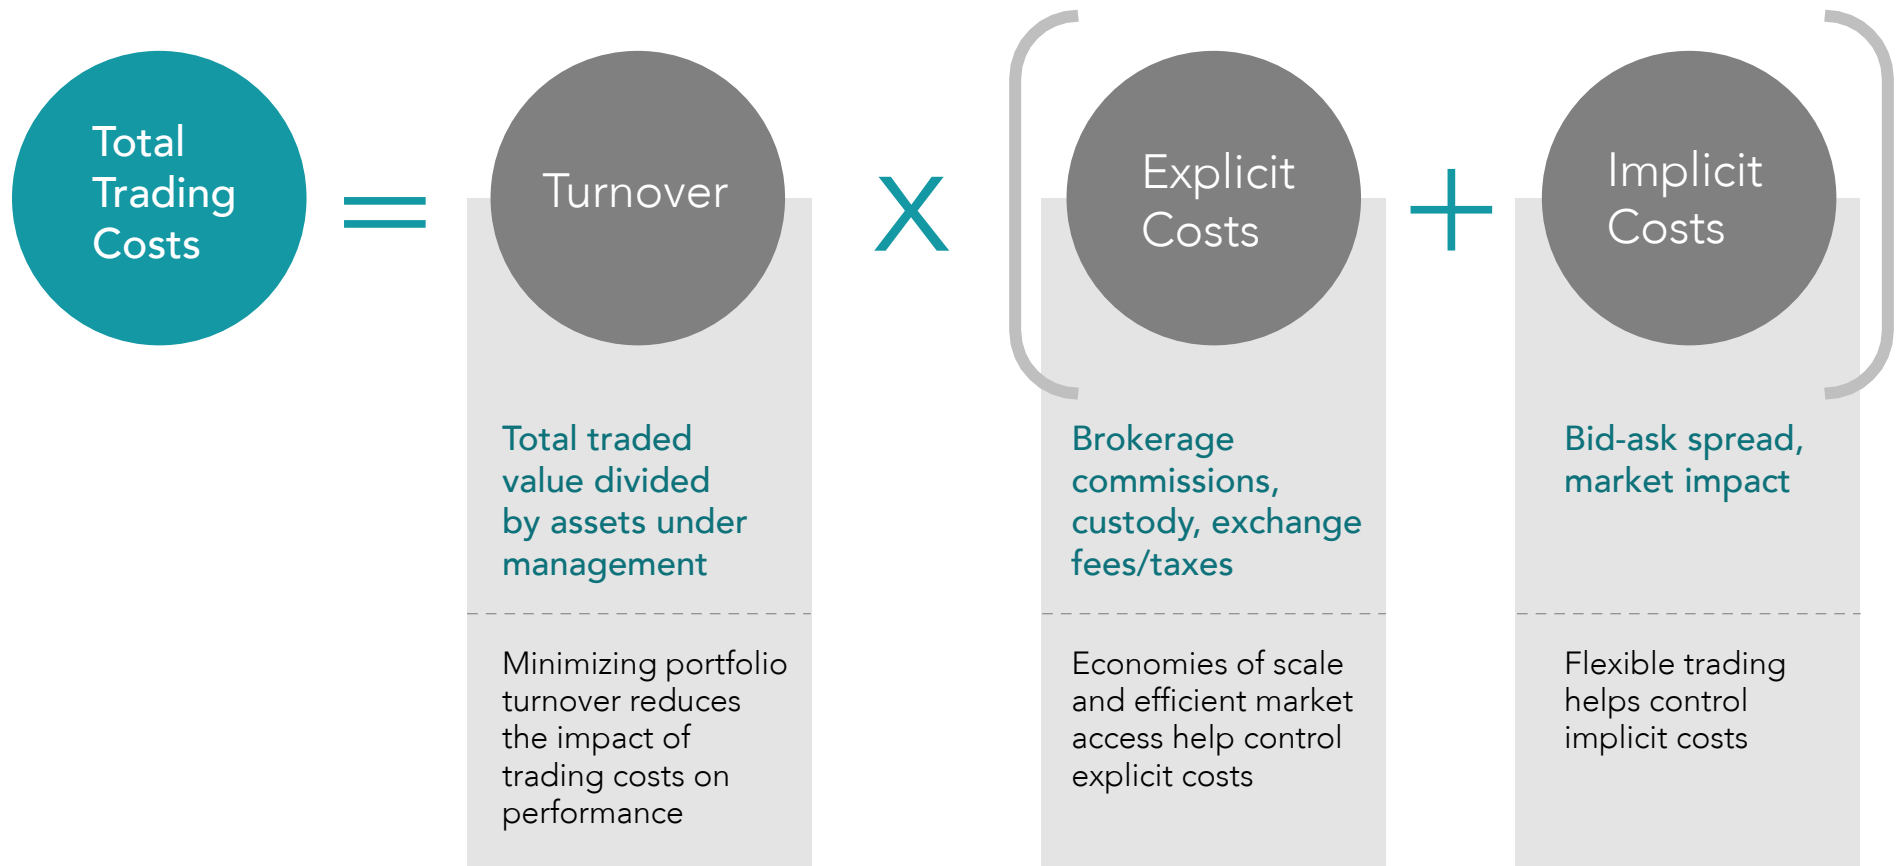 Total
Trading
Costs
=
Turnover
X
Explicit
Costs
+
Implicit
Costs
Total traded
value divided
by assets under
management
Minimizing portfolio
turnover reduces
the impact of
trading costs on
performance
Brokerage
commissions,
custody, exchange
fees/taxes
Economies of scale
and efficient market
access help control
explicit costs
Bid-ask spread,
market impact
Flexible trading
helps control
implicit costs